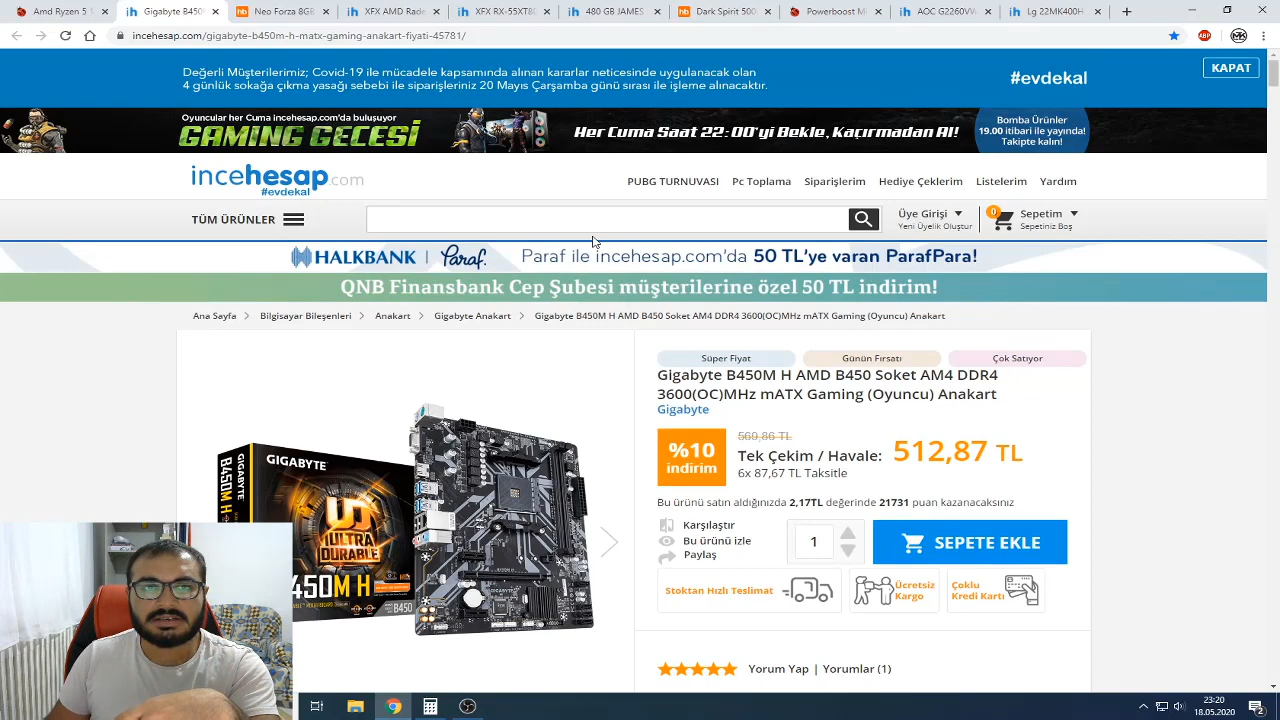 Amd Ryzen 5 1
Gigabyte B450
Neo Forza 8GB
XFX AMD Rade
XFX RX-55XT80
480 GB JAMES
Dark Spirit 500
Powerboost M
AOC G2260VW
Lg 22MK400H
incehesap.com/gigabyte-b450m-h-matx-gaming-anakart-fiyati-45781/
ABP
MK
Değerli Müşterilerimiz; Covid-19 ile mücadele kapsamında alınan kararlar neticesinde uygulanacak olan
4 günlük sokağa çıkma yasağı sebebi ile siparişleriniz 20 Mayıs Çarşamba günü sırası ile işleme alınacaktır.
#evdekal
KAPAT
Oyuncular her Cuma incehesap.com'da buluşuyor
GAMING GECESİ
Her Cuma Saat 22:00'yi Bekle, Kaçırmadan Al!
Bomba Ürünler
19.00 itibari ile yayında!
Takipte kalın!
incehesap.com
#evdekal
PUBG TURNUVASI
Pc Toplama
Siparişlerim
Hediye Çeklerim
Listelerim
Yardım
TÜM ÜRÜNLER
Üye Girişi
Yeni Üyelik Oluştur
0
Sepetim
Sepetiniz Boş
HALKBANK | Paraf. Paraf ile incehesap.com'da 50 TL'ye varan ParafPara!
QNB Finansbank Cep Şubesi müşterilerine özel 50 TL indirim!
Ana Sayfa > Bilgisayar Bileşenleri > Anakart > Gigabyte Anakart > Gigabyte B450M H AMD B450 Soket AM4 DDR4 3600(OC)MHz mATX Gaming (Oyuncu) Anakart
Süper Fiyat
Günün Fırsatı
Çok Satıyor
Gigabyte B450M H AMD B450 Soket AM4 DDR4
3600(OC)MHz mATX Gaming (Oyuncu) Anakart
Gigabyte
%10
indirim
569,86 TL
Tek Çekim / Havale: 512,87 TL
6x 87,67 TL Taksitle
Bu ürünü satın aldığınızda 2,17TL değerinde 21731 puan kazanacaksınız
Karşılaştır
Bu ürünü izle
Paylaş
1
SEPETE EKLE
Stoktan Hızlı Teslimat
Ücretsiz
Kargo
Çoklu
Kredi Kartı
Yorum Yap | Yorumlar (1)
GIGABYTE
B450M H
GIGABYTE
ULTRA
DURABLE
450M H
B450
23:20
18.05.2020
2